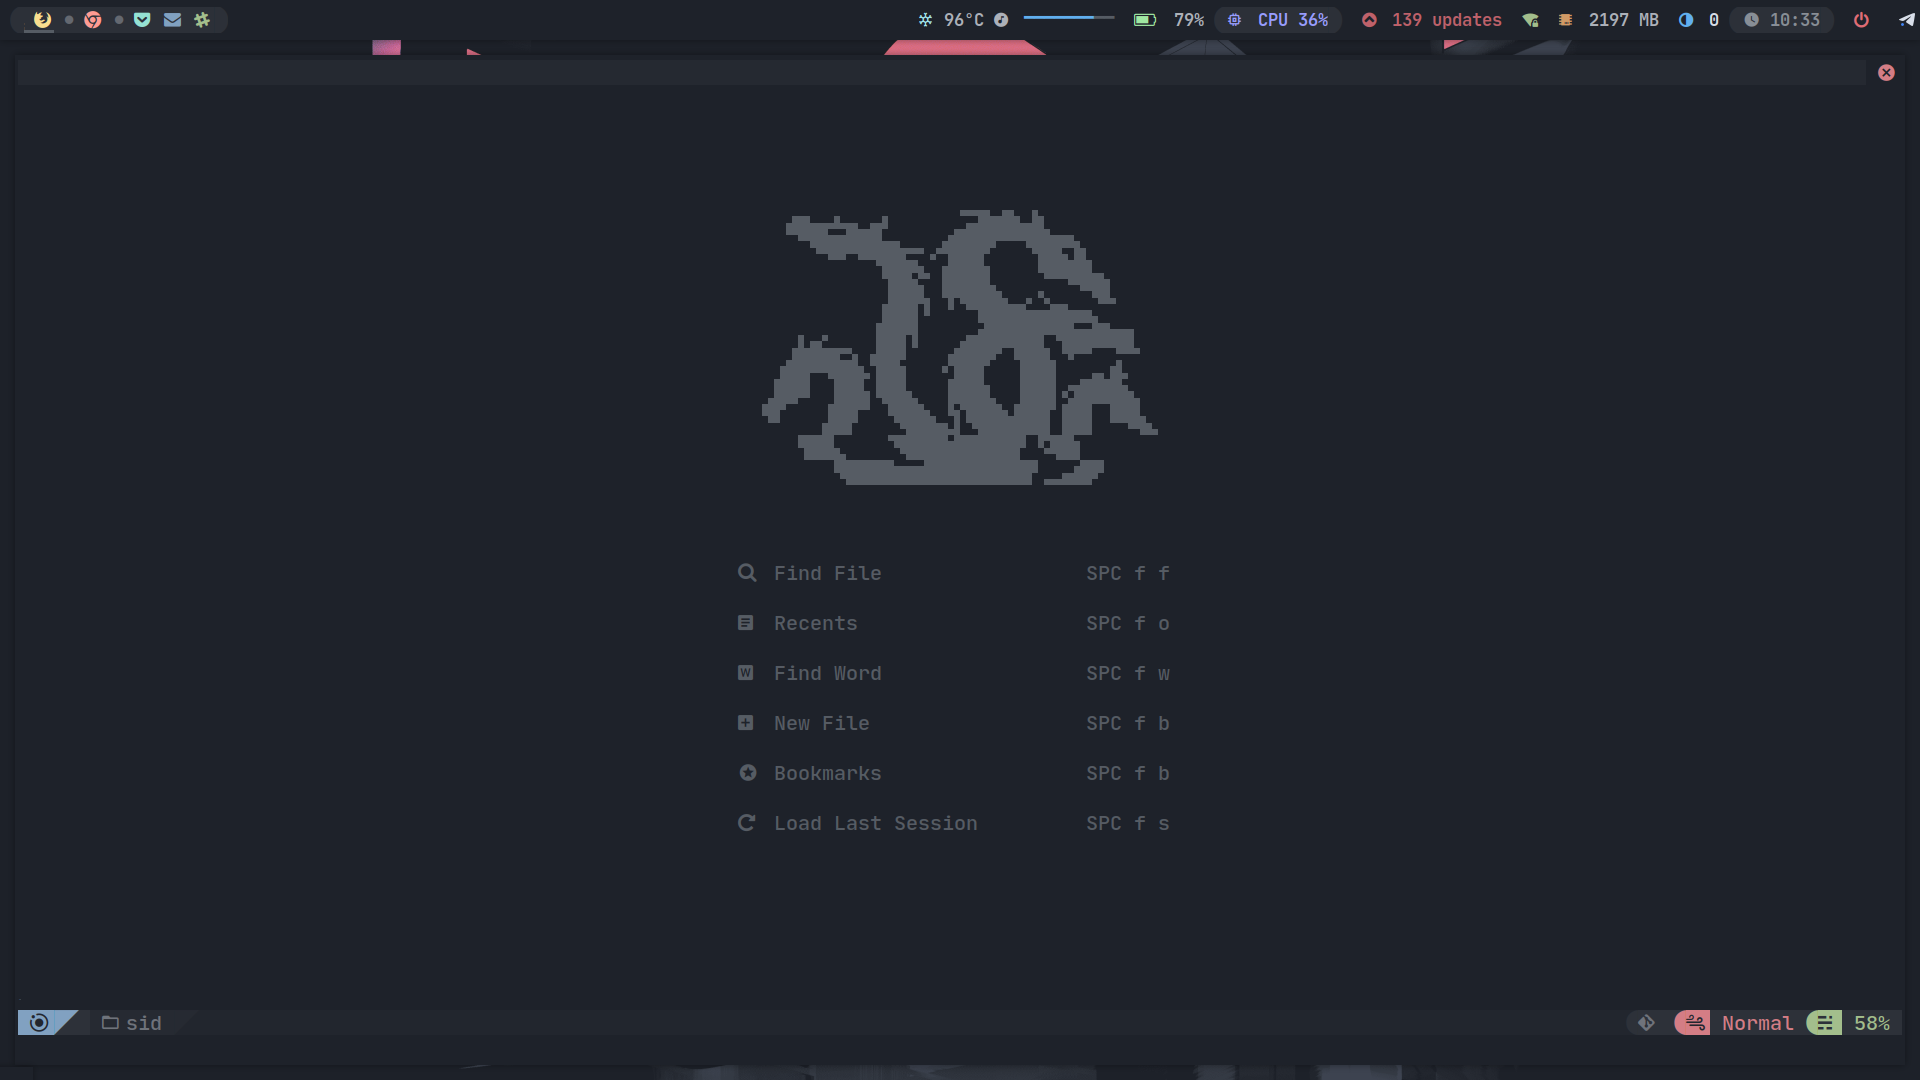 96°C 79% CPU 36% 139 updates 2197 MB 0 10:33
Find File SPC f f
Recents SPC f o
Find Word SPC f w
New File SPC f b
Bookmarks SPC f b
Load Last Session SPC f s
sid Normal 58%